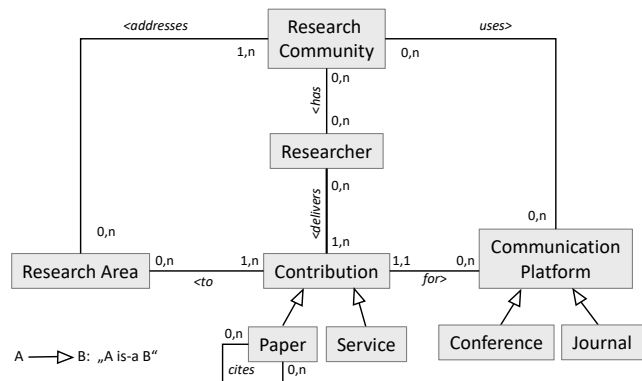 <addresses
Research
Community
uses>
1,n
0,n
0,n
<has
0,n
Researcher
0,n
<delivers
0,n
0,n
1,n
Research Area
0,n
<to
1,n
Contribution
1,1
for>
0,n
Communication
Platform
0,n
Paper
Service
Conference
Journal
A
B: „A is-a B“
cites
0,n